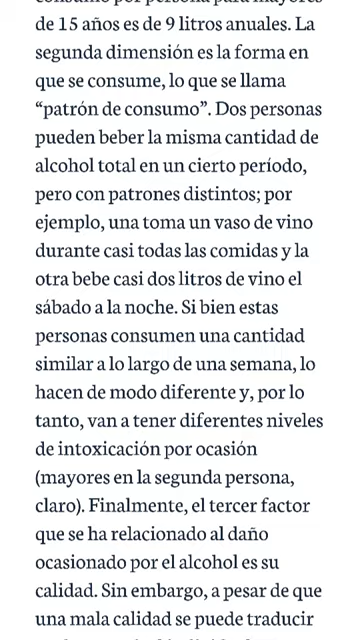 de 15 años es de 9 litros anuales. La
segunda dimensión es la forma en
que se consume, lo que se llama
“patrón de consumo”. Dos personas
pueden beber la misma cantidad de
alcohol total en un cierto período,
pero con patrones distintos; por
ejemplo, una toma un vaso de vino
durante casi todas las comidas y la
otra bebe casi dos litros de vino el
sábado a la noche. Si bien estas
personas consumen una cantidad
similar a lo largo de una semana, lo
hacen de modo diferente y, por lo
tanto, van a tener diferentes niveles
de intoxicación por ocasión
(mayores en la segunda persona,
claro). Finalmente, el tercer factor
que se ha relacionado al daño
ocasionado por el alcohol es su
calidad. Sin embargo, a pesar de que
una mala calidad se puede traducir